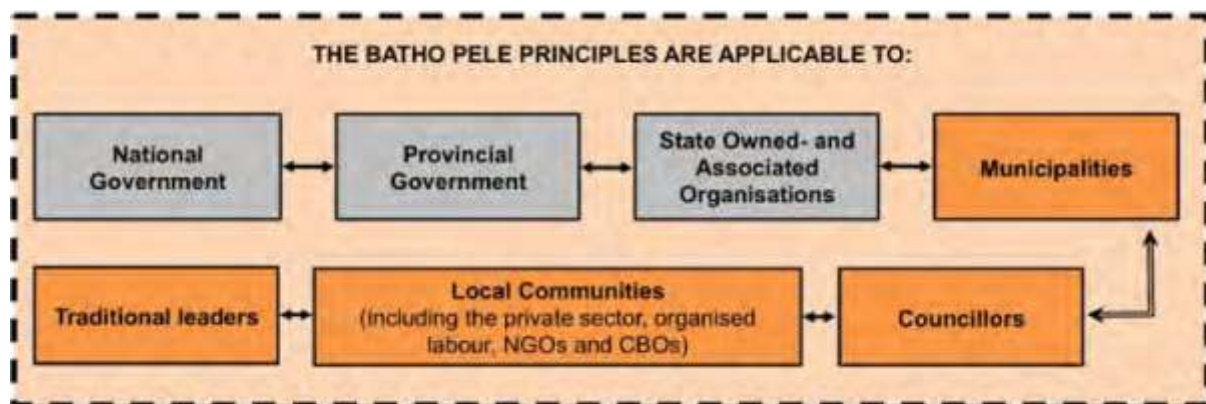 THE BATHO PELE PRINCIPLES ARE APPLICABLE TO:
National
Government
Provincial
Government
State Owned- and
Associated
Organisations
Municipalities
Traditional leaders
Local Communities
(including the private sector, organised
labour, NGOs and CBOs)
Councillors